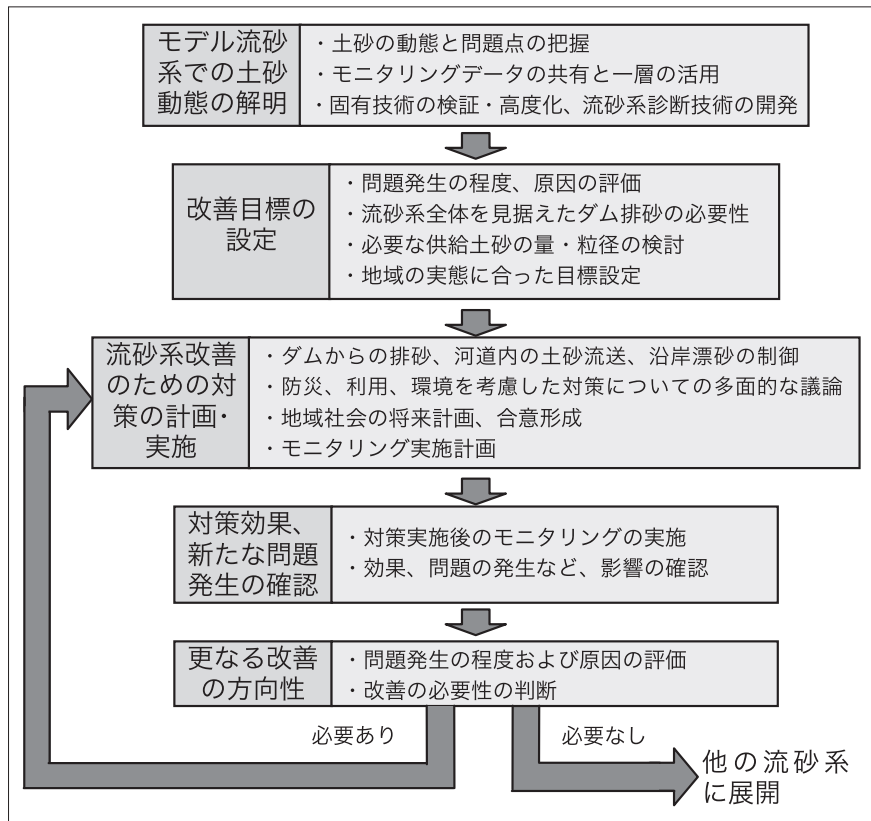 モデル流砂
系での土砂
動態の解明
・土砂の動態と問題点の把握
・モニタリングデータの共有と一層の活用
・固有技術の検証・高度化、流砂系診断技術の開発
改善目標の
設定
・問題発生の程度、原因の評価
・流砂系全体を見据えたダム排砂の必要性
・必要な供給土砂の量・粒径の検討
・地域の実態に合った目標設定
流砂系改善
のための対
策の計画・
実施
・ダムからの排砂、河道内の土砂流送、沿岸漂砂の制御
・防災、利用、環境を考慮した対策についての多面的な議論
・地域社会の将来計画、合意形成
・モニタリング実施計画
対策効果、
新たな問題
発生の確認
・対策実施後のモニタリングの実施
・効果、問題の発生など、影響の確認
更なる改善
の方向性
・問題発生の程度および原因の評価
・改善の必要性の判断
必要あり
必要なし
他の流砂系
に展開